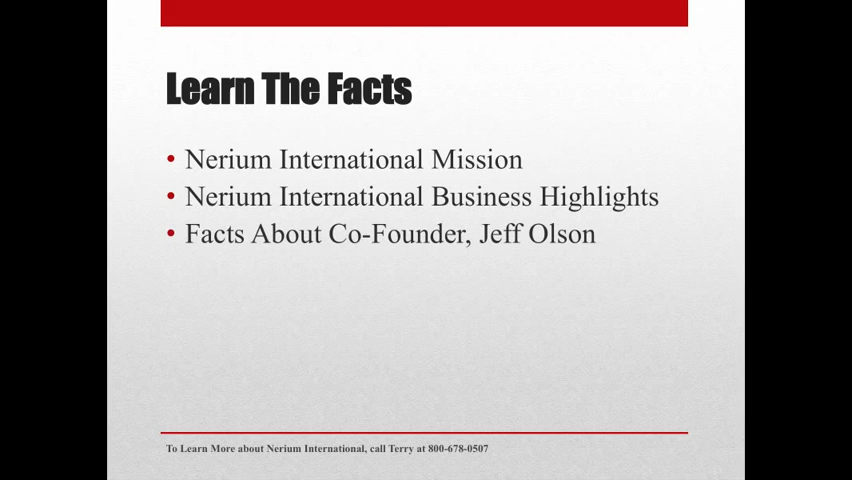 Learn The Facts
• Nerium International Mission
• Nerium International Business Highlights
• Facts About Co-Founder, Jeff Olson
To Learn More about Nerium International, call Terry at 800-678-0507